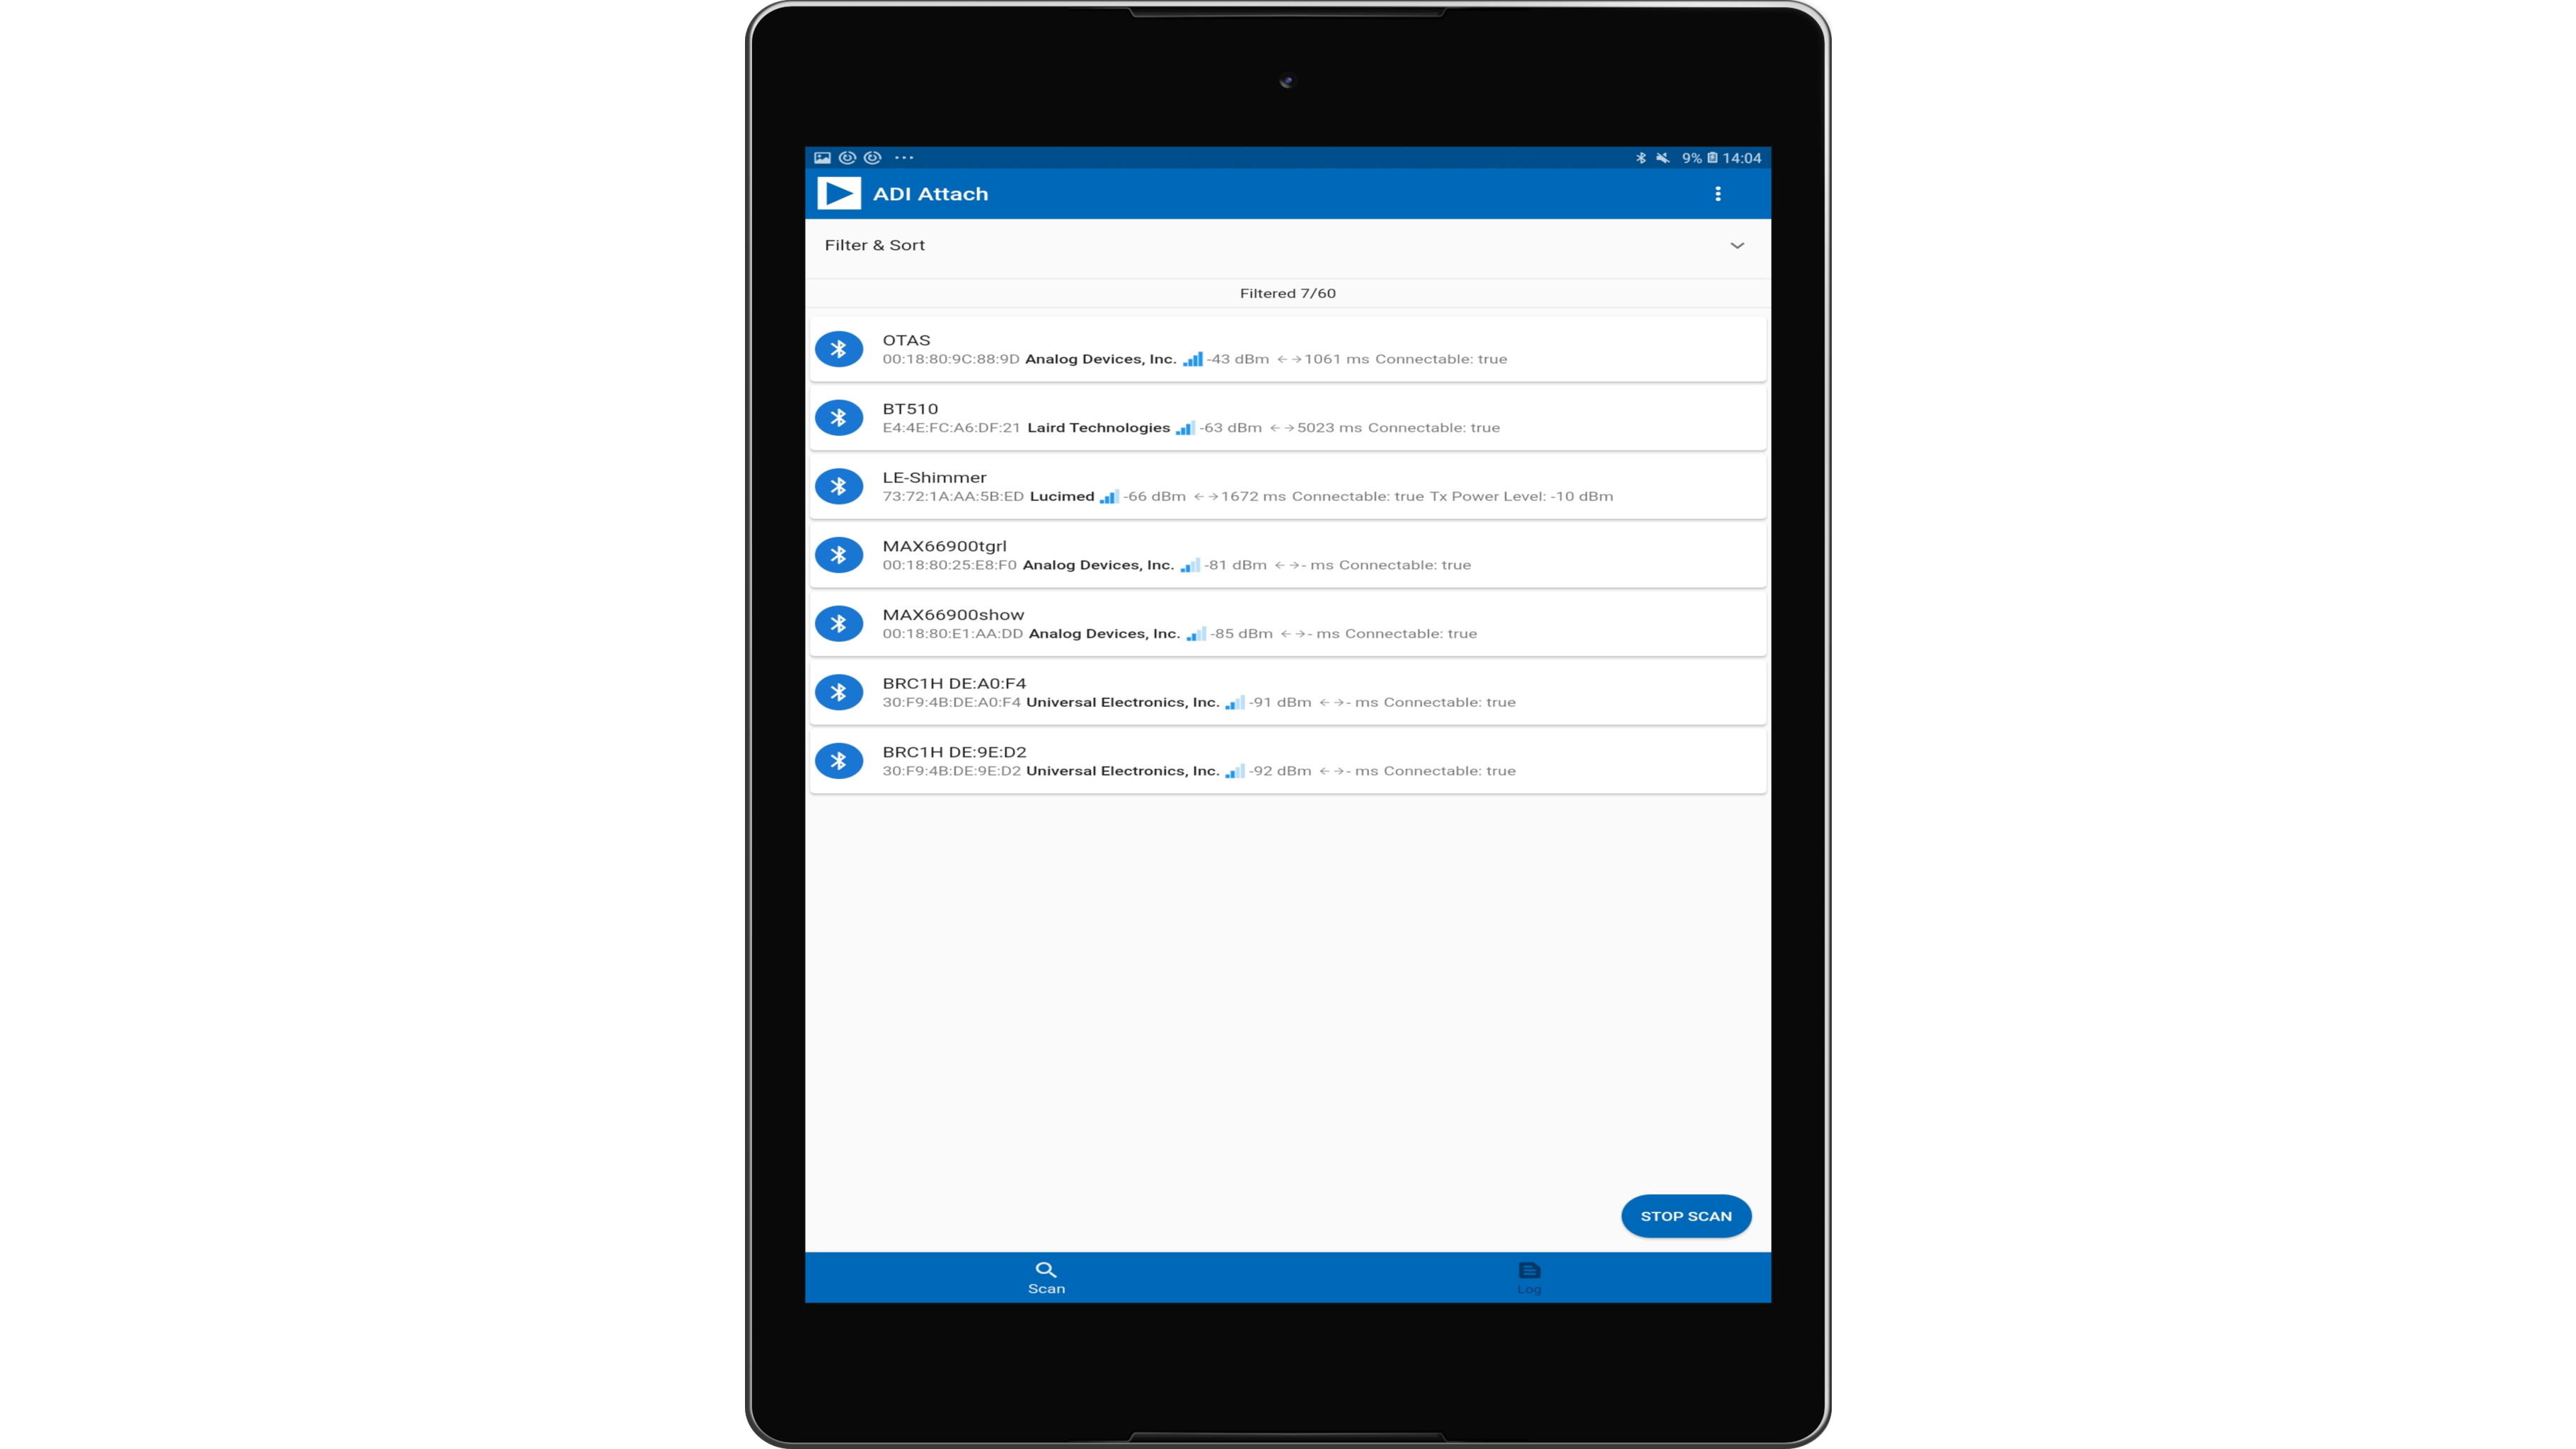 9% 14:04
ADI Attach
Filter & Sort
Filtered 7/60
OTAS
00:18:80:9C:88:9D Analog Devices, Inc. -43 dBm ←→1061 ms Connectable: true
BT510
E4:4E:FC:A6:DF:21 Laird Technologies -63 dBm ←→5023 ms Connectable: true
LE-Shimmer
73:72:1A:AA:5B:ED Lucimed -66 dBm ←→1672 ms Connectable: true Tx Power Level: -10 dBm
MAX66900tgrl
00:18:80:25:E8:F0 Analog Devices, Inc. -81 dBm ←→- ms Connectable: true
MAX66900show
00:18:80:E1:AA:DD Analog Devices, Inc. -85 dBm ←→- ms Connectable: true
BRC1H DE:A0:F4
30:F9:4B:DE:A0:F4 Universal Electronics, Inc. -91 dBm ←→- ms Connectable: true
BRC1H DE:9E:D2
30:F9:4B:DE:9E:D2 Universal Electronics, Inc. -92 dBm ←→- ms Connectable: true
STOP SCAN
Scan
Log